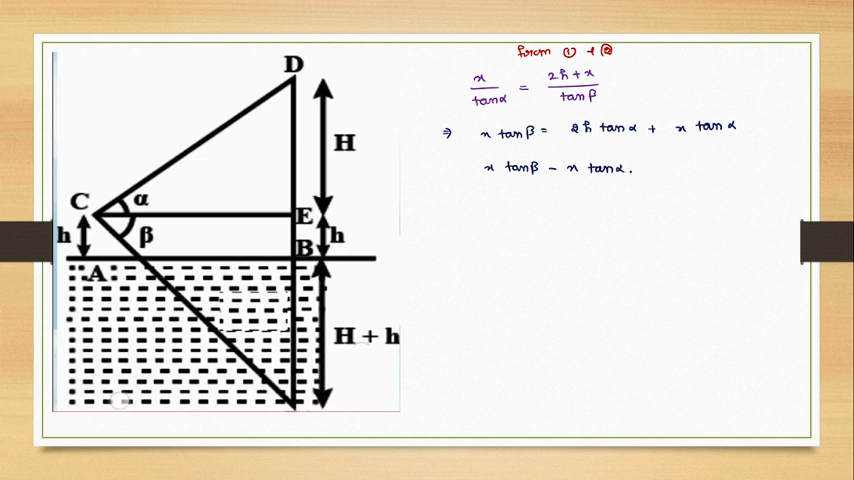 D
H
C
α
E
h
β
h
B
A
H + h
from ① & ②
x/tanα = 2h+x/tanβ
⇒ x tanβ = 2h tanα + x tanα
x tanβ − x tanα.